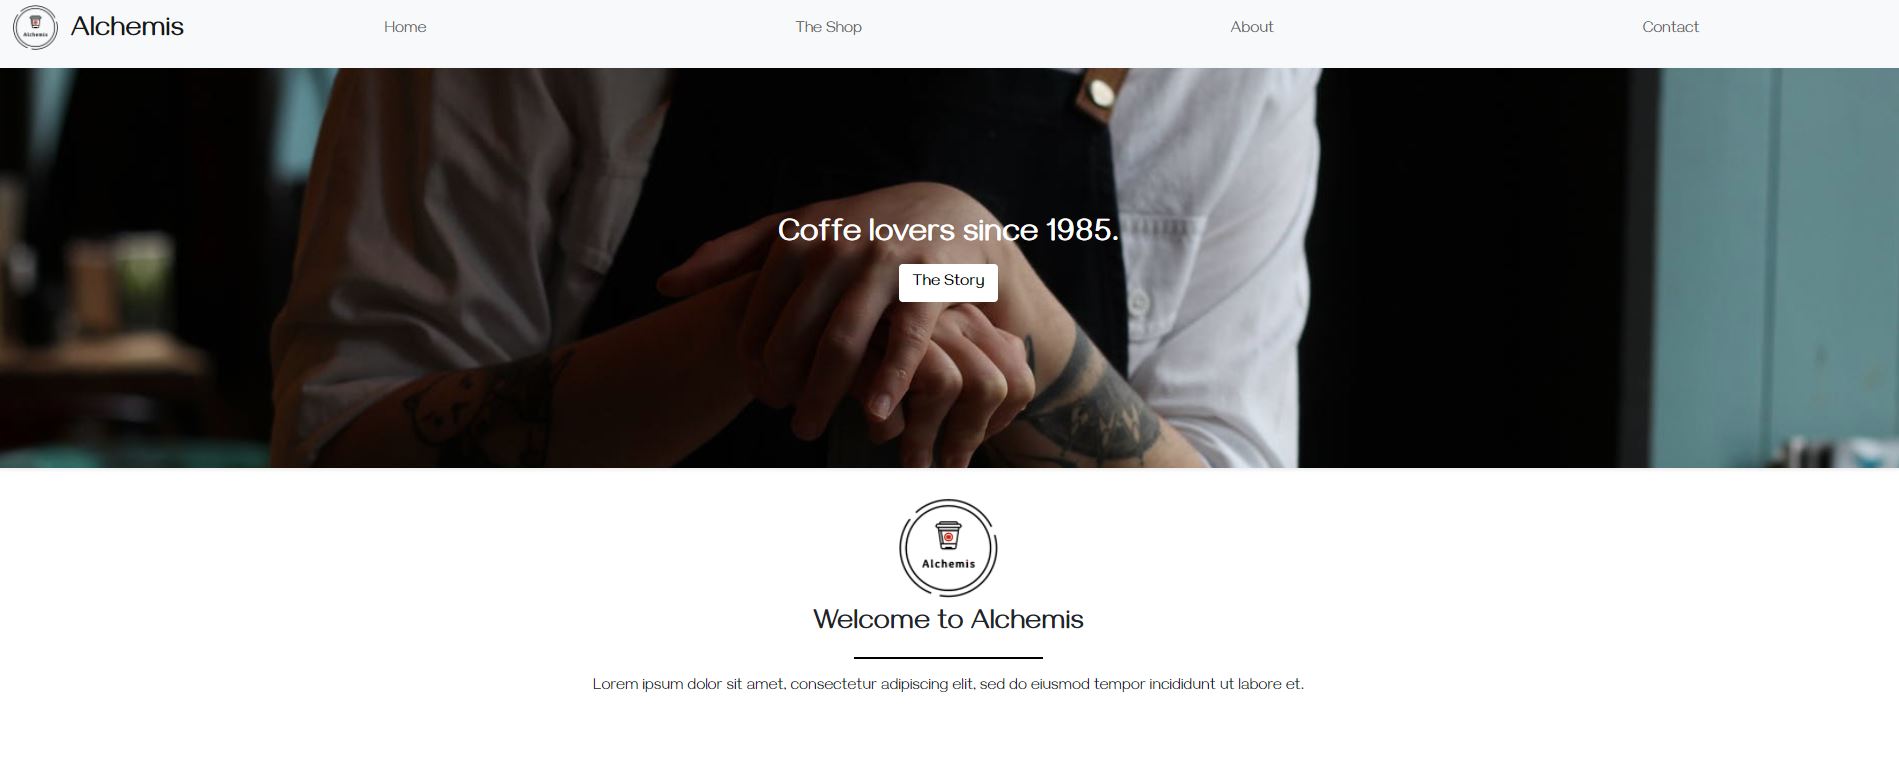 Alchemis
Alchemis
Home
The Shop
About
Contact
Coffe lovers since 1985.
The Story
Alchemis
Welcome to Alchemis
Lorem ipsum dolor sit amet, consectetur adipiscing elit, sed do eiusmod tempor incididunt ut labore et.